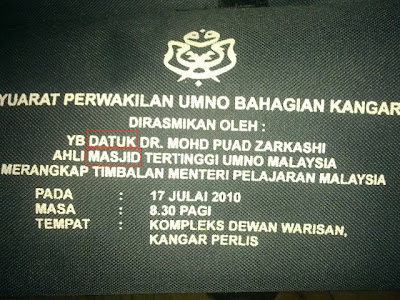 YUARAT PERWAKILAN UMNO BAHAGIAN KANGAR
DIRASMIKAN OLEH :
YB DATUK DR. MOHD PUAD ZARKASHI
AHLI MASJID TERTINGGI UMNO MALAYSIA
MERANGKAP TIMBALAN MENTERI PELAJARAN MALAYSIA
PADA : 17 JULAI 2010
MASA : 8.30 PAGI
TEMPAT : KOMPLEKS DEWAN WARISAN,
KANGAR PERLIS